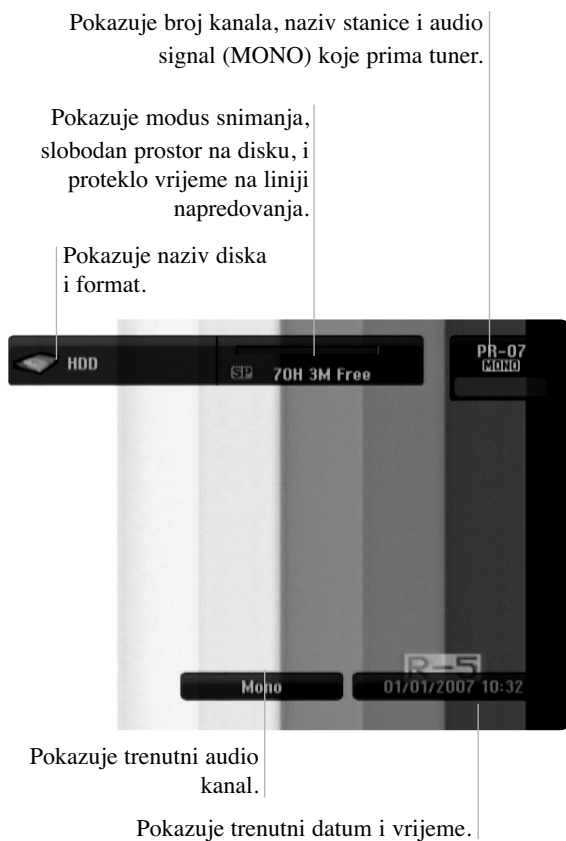 Pokazuje broj kanala, naziv stanice i audio
signal (MONO) koje prima tuner.
Pokazuje modus snimanja,
slobodan prostor na disku, i
proteklo vrijeme na liniji
napredovanja.
Pokazuje naziv diska
i format.
HDD
SP 70H 3M Free
PR-07
MONO
R-5
Mono
01/01/2007 10:32
Pokazuje trenutni audio
kanal.
Pokazuje trenutni datum i vrijeme.